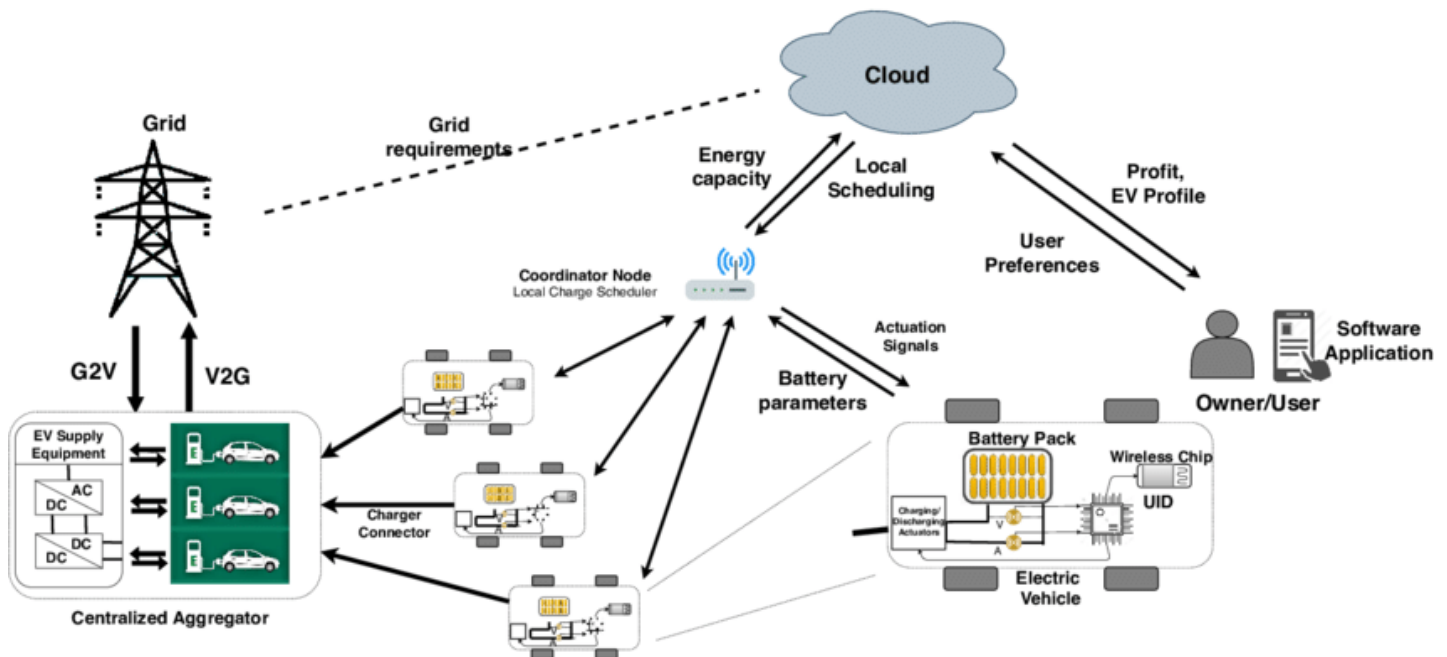 Cloud
Grid
Grid
requirements
Energy
capacity
Local
Scheduling
Profit,
EV Profile
User
Preferences
Coordinator Node
Local Charge Scheduler
Actuation
Signals
Battery
parameters
Software
Application
Owner/User
G2V
V2G
EV Supply
Equipment
AC
DC
DC
DC
E
E
E
Centralized Aggregator
Charger
Connector
V
A
V
A
V
A
Battery Pack
Wireless Chip
UID
Charging/
Discharging
Actuators
V
A
Electric
Vehicle